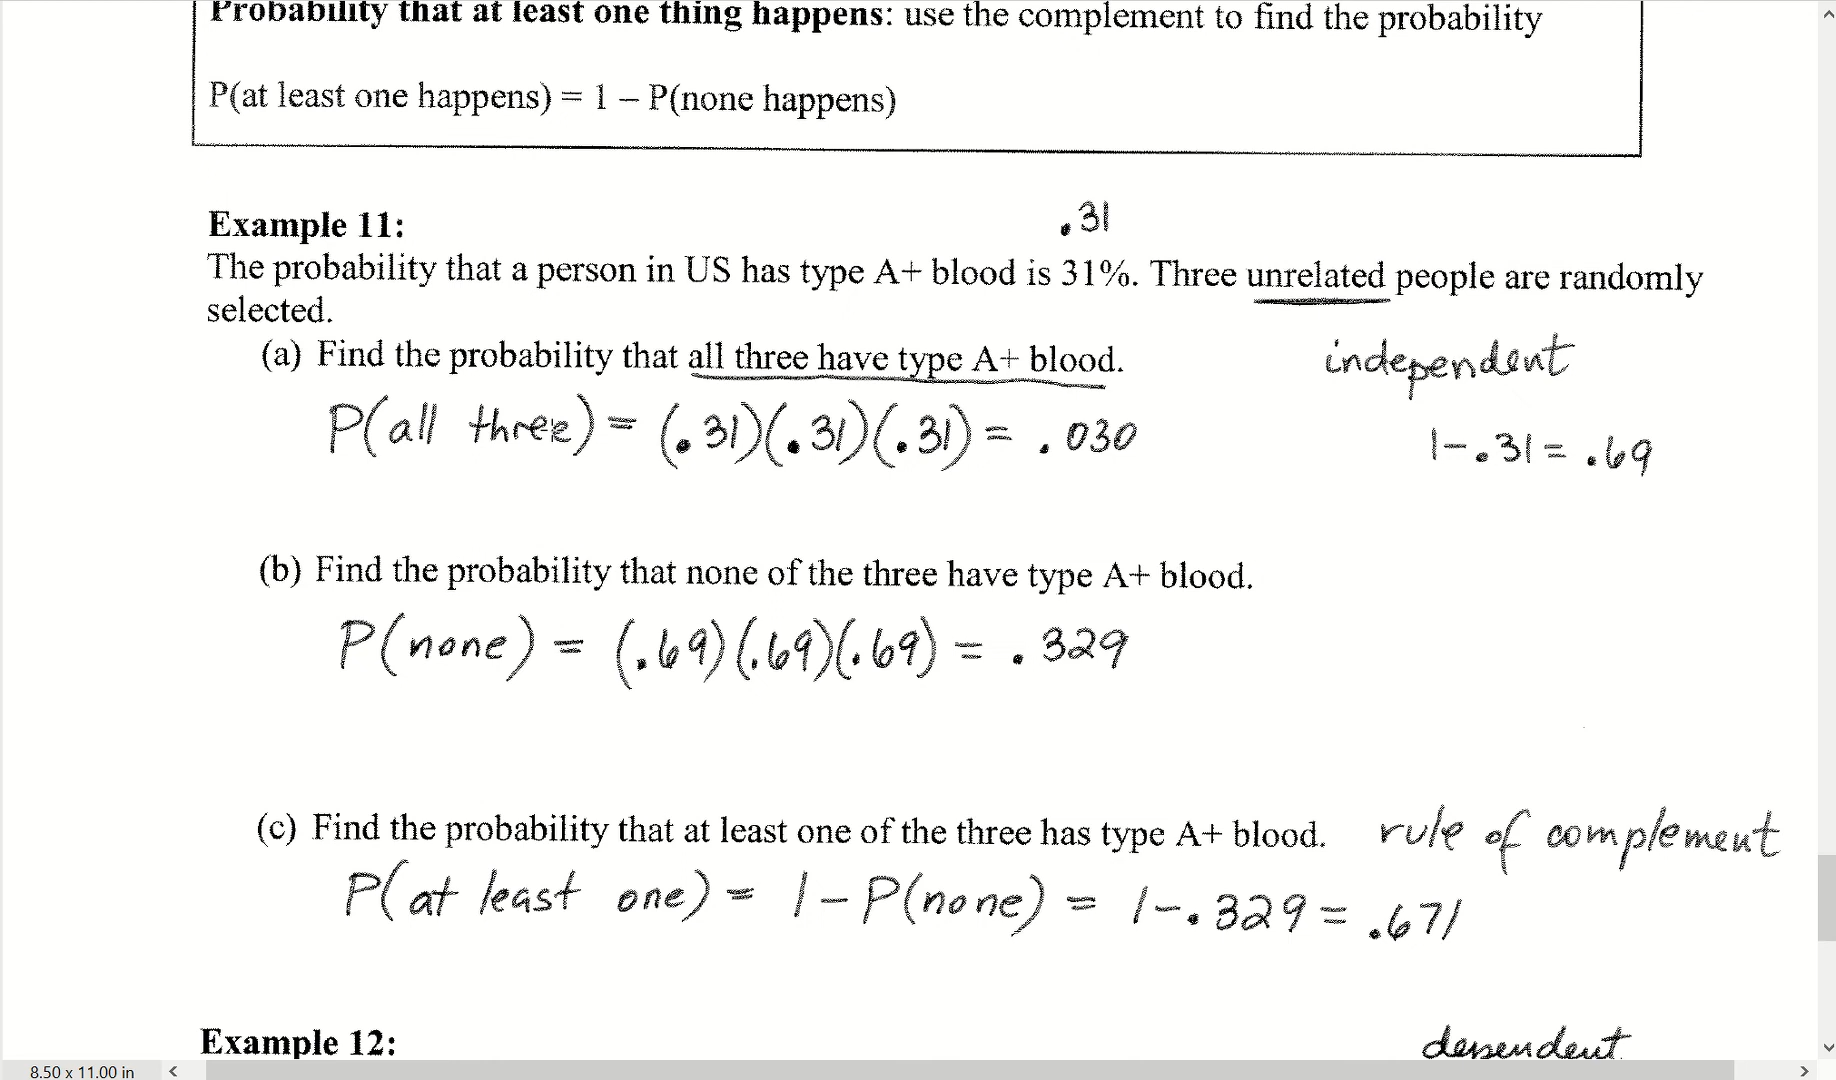 Probability that at least one thing happens: use the complement to find the probability
P(at least one happens) = 1 – P(none happens)
.31
Example 11:
The probability that a person in US has type A+ blood is 31%. Three unrelated people are randomly
selected.
(a) Find the probability that all three have type A+ blood.
independent
P(all three) = (.31)(.31)(.31) = .030
1-.31 = .69
(b) Find the probability that none of the three have type A+ blood.
P(none) = (.69)(.69)(.69) = .329
(c) Find the probability that at least one of the three has type A+ blood.
rule of complement
P(at least one) = 1 - P(none) = 1-.329 = .671
Example 12:
dependent
8.50 x 11.00 in